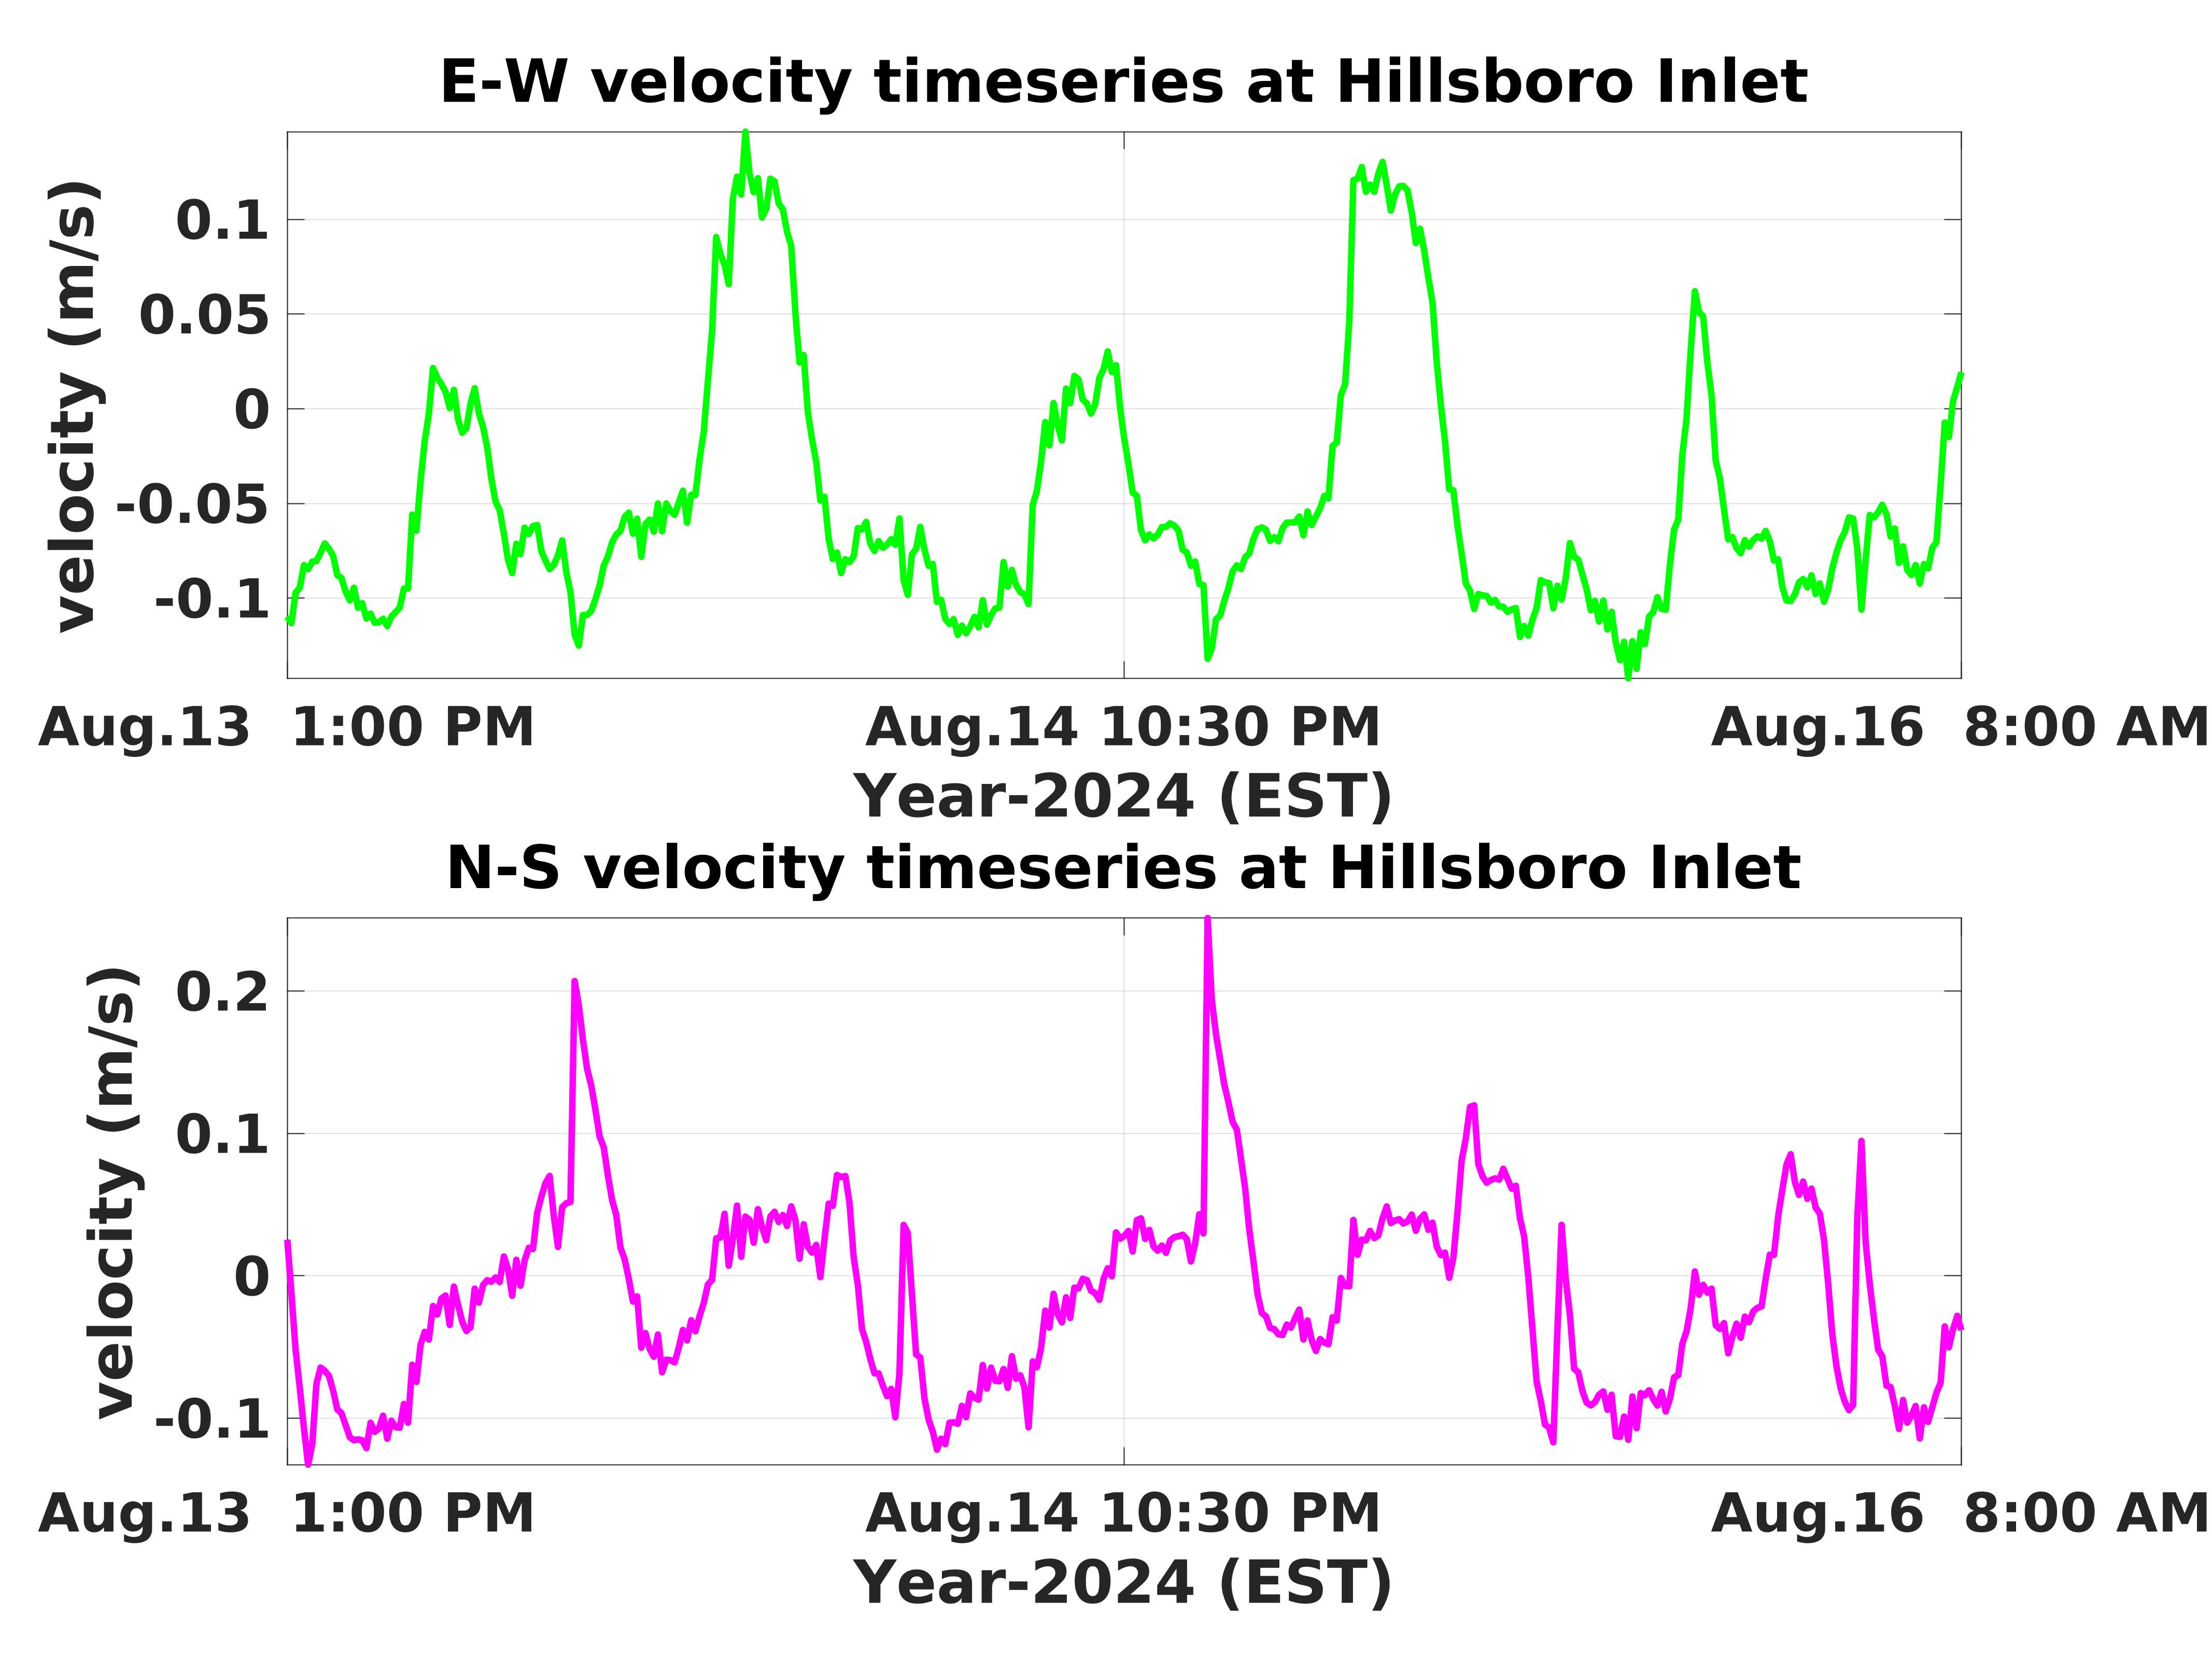 E-W velocity timeseries at Hillsboro Inlet
velocity (m/s)
0.1
0.05
0
-0.05
-0.1
Aug.13  1:00 PM
Aug.14 10:30 PM
Aug.16  8:00 AM
Year-2024 (EST)
N-S velocity timeseries at Hillsboro Inlet
velocity (m/s)
0.2
0.1
0
-0.1
Aug.13  1:00 PM
Aug.14 10:30 PM
Aug.16  8:00 AM
Year-2024 (EST)